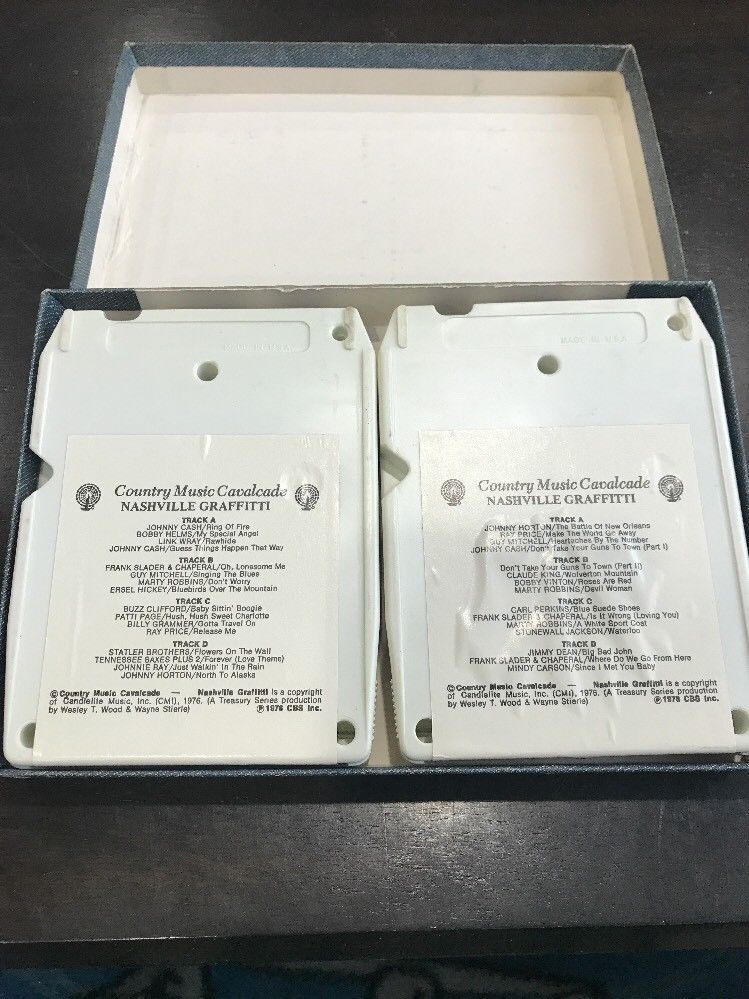 MADE IN U.S.A.
Country Music Cavalcade
NASHVILLE GRAFFITTI
TRACK A
JOHNNY CASH/Ring Of Fire
BOBBY HELMS/My Special Angel
LINK WRAY/Rawhide
JOHNNY CASH/Guess Things Happen That Way
TRACK B
FRANK SLADER & CHAPERAL/Oh, Lonesome Me
GUY MITCHELL/Singing The Blues
MARTY ROBBINS/Don't Worry
ERSEL HICKEY/Bluebirds Over The Mountain
TRACK C
BUZZ CLIFFORD/Baby Sittin' Boogie
PATTI PAGE/Hush, Hush Sweet Charlotte
BILLY GRAMMER/Gotta Travel On
RAY PRICE/Release Me
TRACK D
STATLER BROTHERS/Flowers On The Wall
TENNESSEE SAXES PLUS 2/Forever (Love Theme)
JOHNNIE RAY/Just Walkin' In The Rain
JOHNNY HORTON/North To Alaska
©Country Music Cavalcade — Nashville Graffitti is a copyright
of Candlelite Music, Inc. (CMI), 1976. (A Treasury Series production
by Wesley T. Wood & Wayne Stierle) ℗ 1976 CBS Inc.
MADE IN U.S.A.
Country Music Cavalcade
NASHVILLE GRAFFITTI
TRACK A
JOHNNY HORTON/The Battle Of New Orleans
RAY PRICE/Make The World Go Away
GUY MITCHELL/Heartaches By The Number
JOHNNY CASH/Don't Take Your Guns To Town (Part I)
TRACK B
Don't Take Your Guns To Town (Part II)
CLAUDE KING/Wolverton Mountain
BOBBY VINTON/Roses Are Red
MARTY ROBBINS/Devil Woman
TRACK C
CARL PERKINS/Blue Suede Shoes
FRANK SLADER & CHAPERAL/Is It Wrong (Loving You)
MARTY ROBBINS/A White Sport Coat
STONEWALL JACKSON/Waterloo
TRACK D
JIMMY DEAN/Big Bad John
FRANK SLADER & CHAPERAL/Where Do We Go From Here
MINDY CARSON/Since I Met You Baby
©Country Music Cavalcade — Nashville Graffitti is a copyright
of Candlelite Music, Inc. (CMI), 1976. (A Treasury Series production
by Wesley T. Wood & Wayne Stierle) ℗ 1976 CBS Inc.